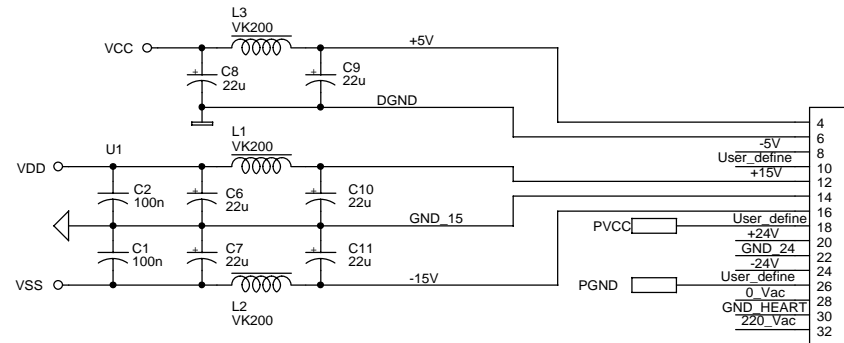 L3
VK200
VCC
+5V
C8
22u
C9
22u
DGND
4
6
-5V
8
User_define
10
+15V
12
14
16
User_define
18
+24V
20
GND_24
22
-24V
24
User_define
26
0_Vac
28
GND_HEART
30
220_Vac
32
U1
L1
VK200
VDD
C2
100n
C6
22u
C10
22u
GND_15
PVCC
C1
100n
C7
22u
C11
22u
VSS
-15V
PGND
L2
VK200